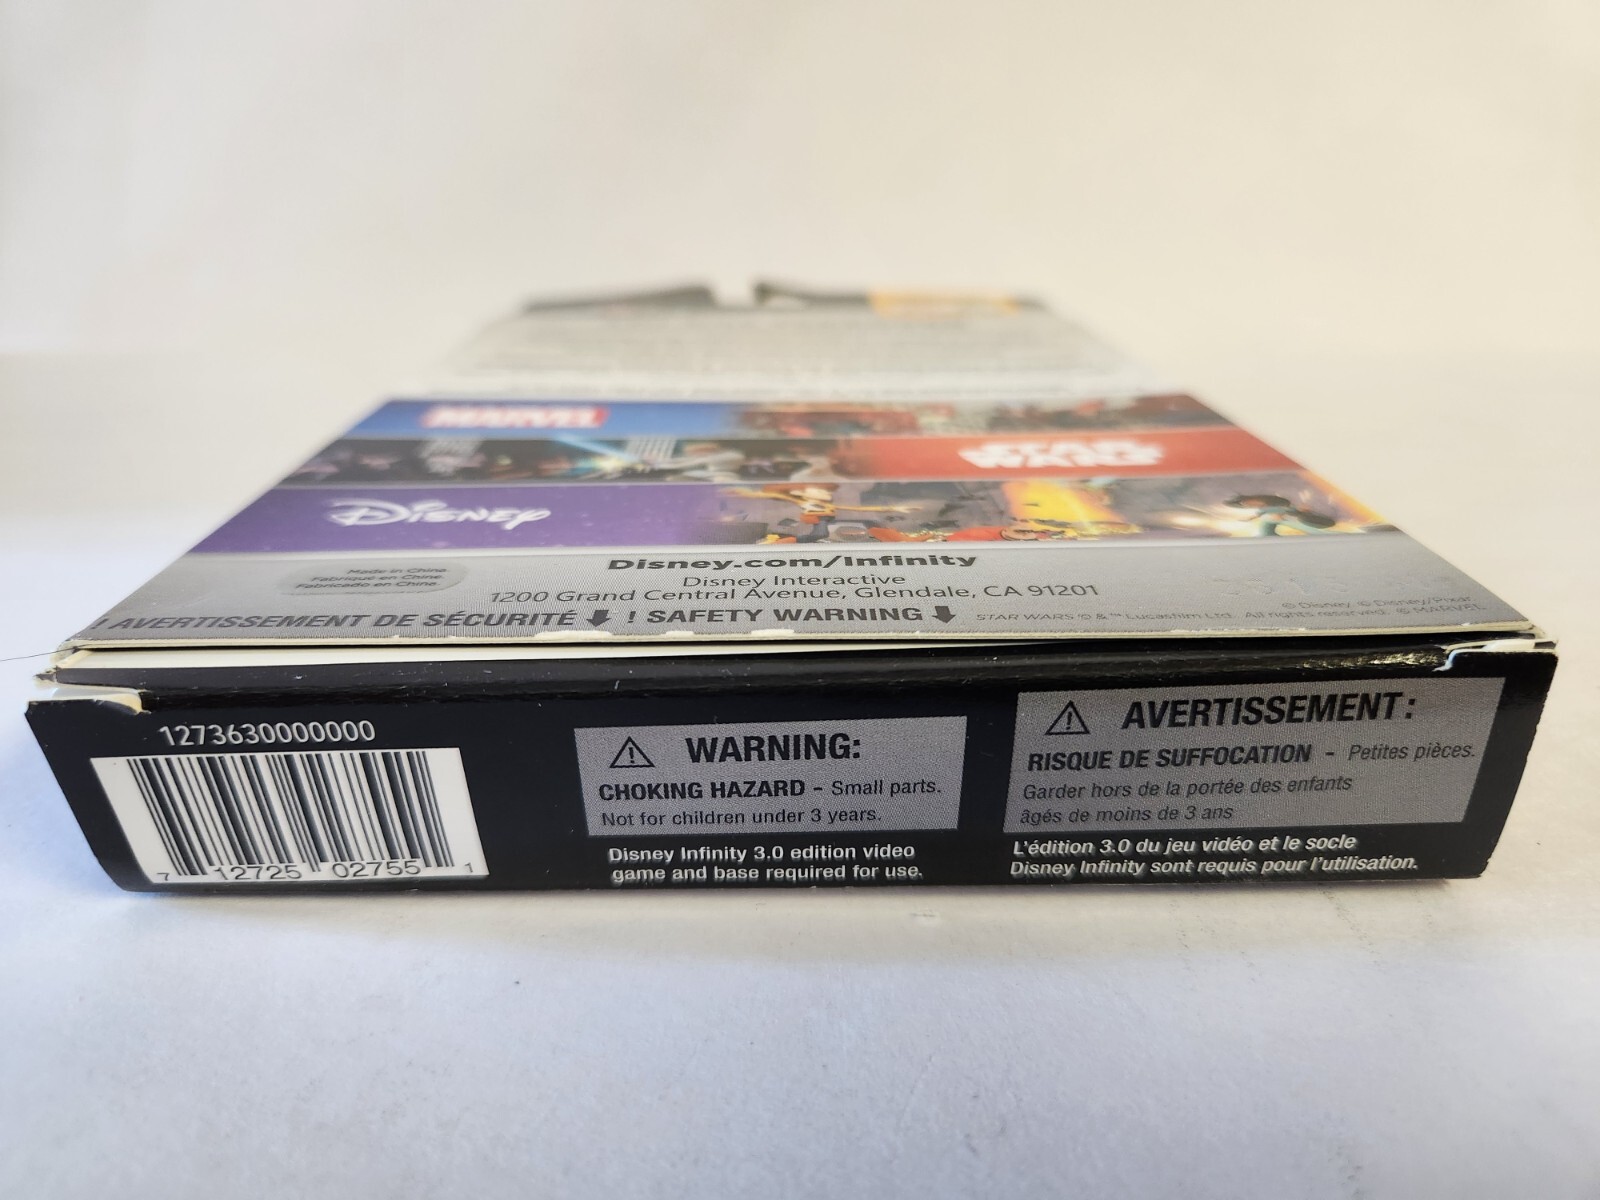 MARVEL
STAR WARS
Disney
Disney.com/Infinity
Made in China.
Fabriqué en Chine.
Fabricado en China.
Disney Interactive
1200 Grand Central Avenue, Glendale, CA 91201
© Disney. © Disney/Pixar
! AVERTISSEMENT DE SÉCURITÉ ! SAFETY WARNING
STAR WARS © & ™ Lucasfilm Ltd. All rights reserved. © MARVEL
1273630000000
7 12725 02755 1
WARNING:
CHOKING HAZARD - Small parts.
Not for children under 3 years.
Disney Infinity 3.0 edition video
game and base required for use.
AVERTISSEMENT:
RISQUE DE SUFFOCATION - Petites pièces.
Garder hors de la portée des enfants
âgés de moins de 3 ans
L'édition 3.0 du jeu vidéo et le socle
Disney Infinity sont requis pour l'utilisation.